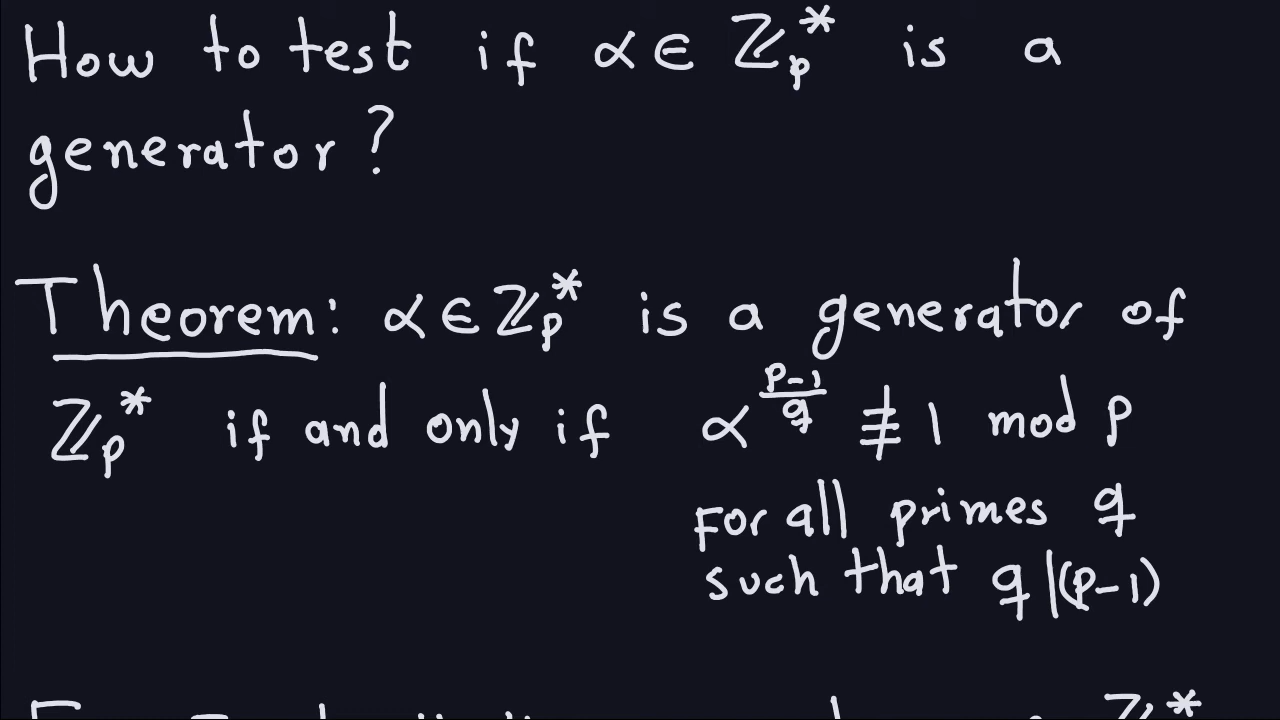 How to test if α ∈ ℤₚ* is a
generator?
Theorem: α ∈ ℤₚ* is a generator of
ℤₚ* if and only if α^((p-1)/q) ≢ 1 mod p
For all primes q
such that q|(p-1)